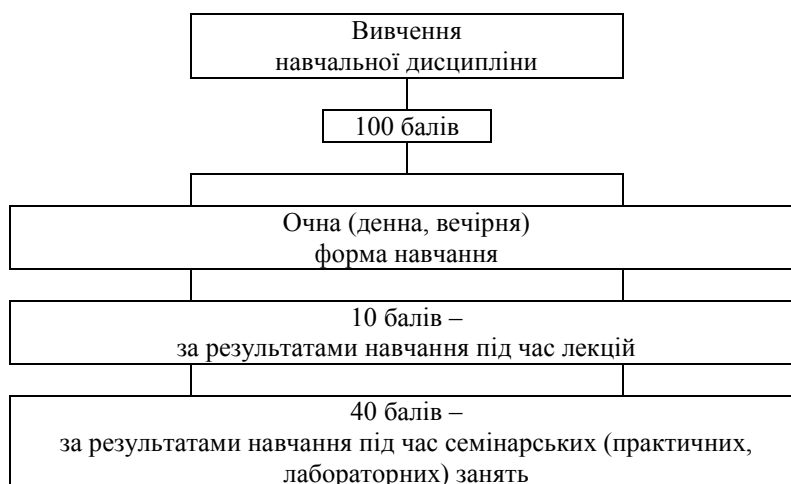 Вивчення
навчальної дисципліни
100 балів
Очна (денна, вечірня)
форма навчання
10 балів –
за результатами навчання під час лекцій
40 балів –
за результатами навчання під час семінарських (практичних,
лабораторних) занять